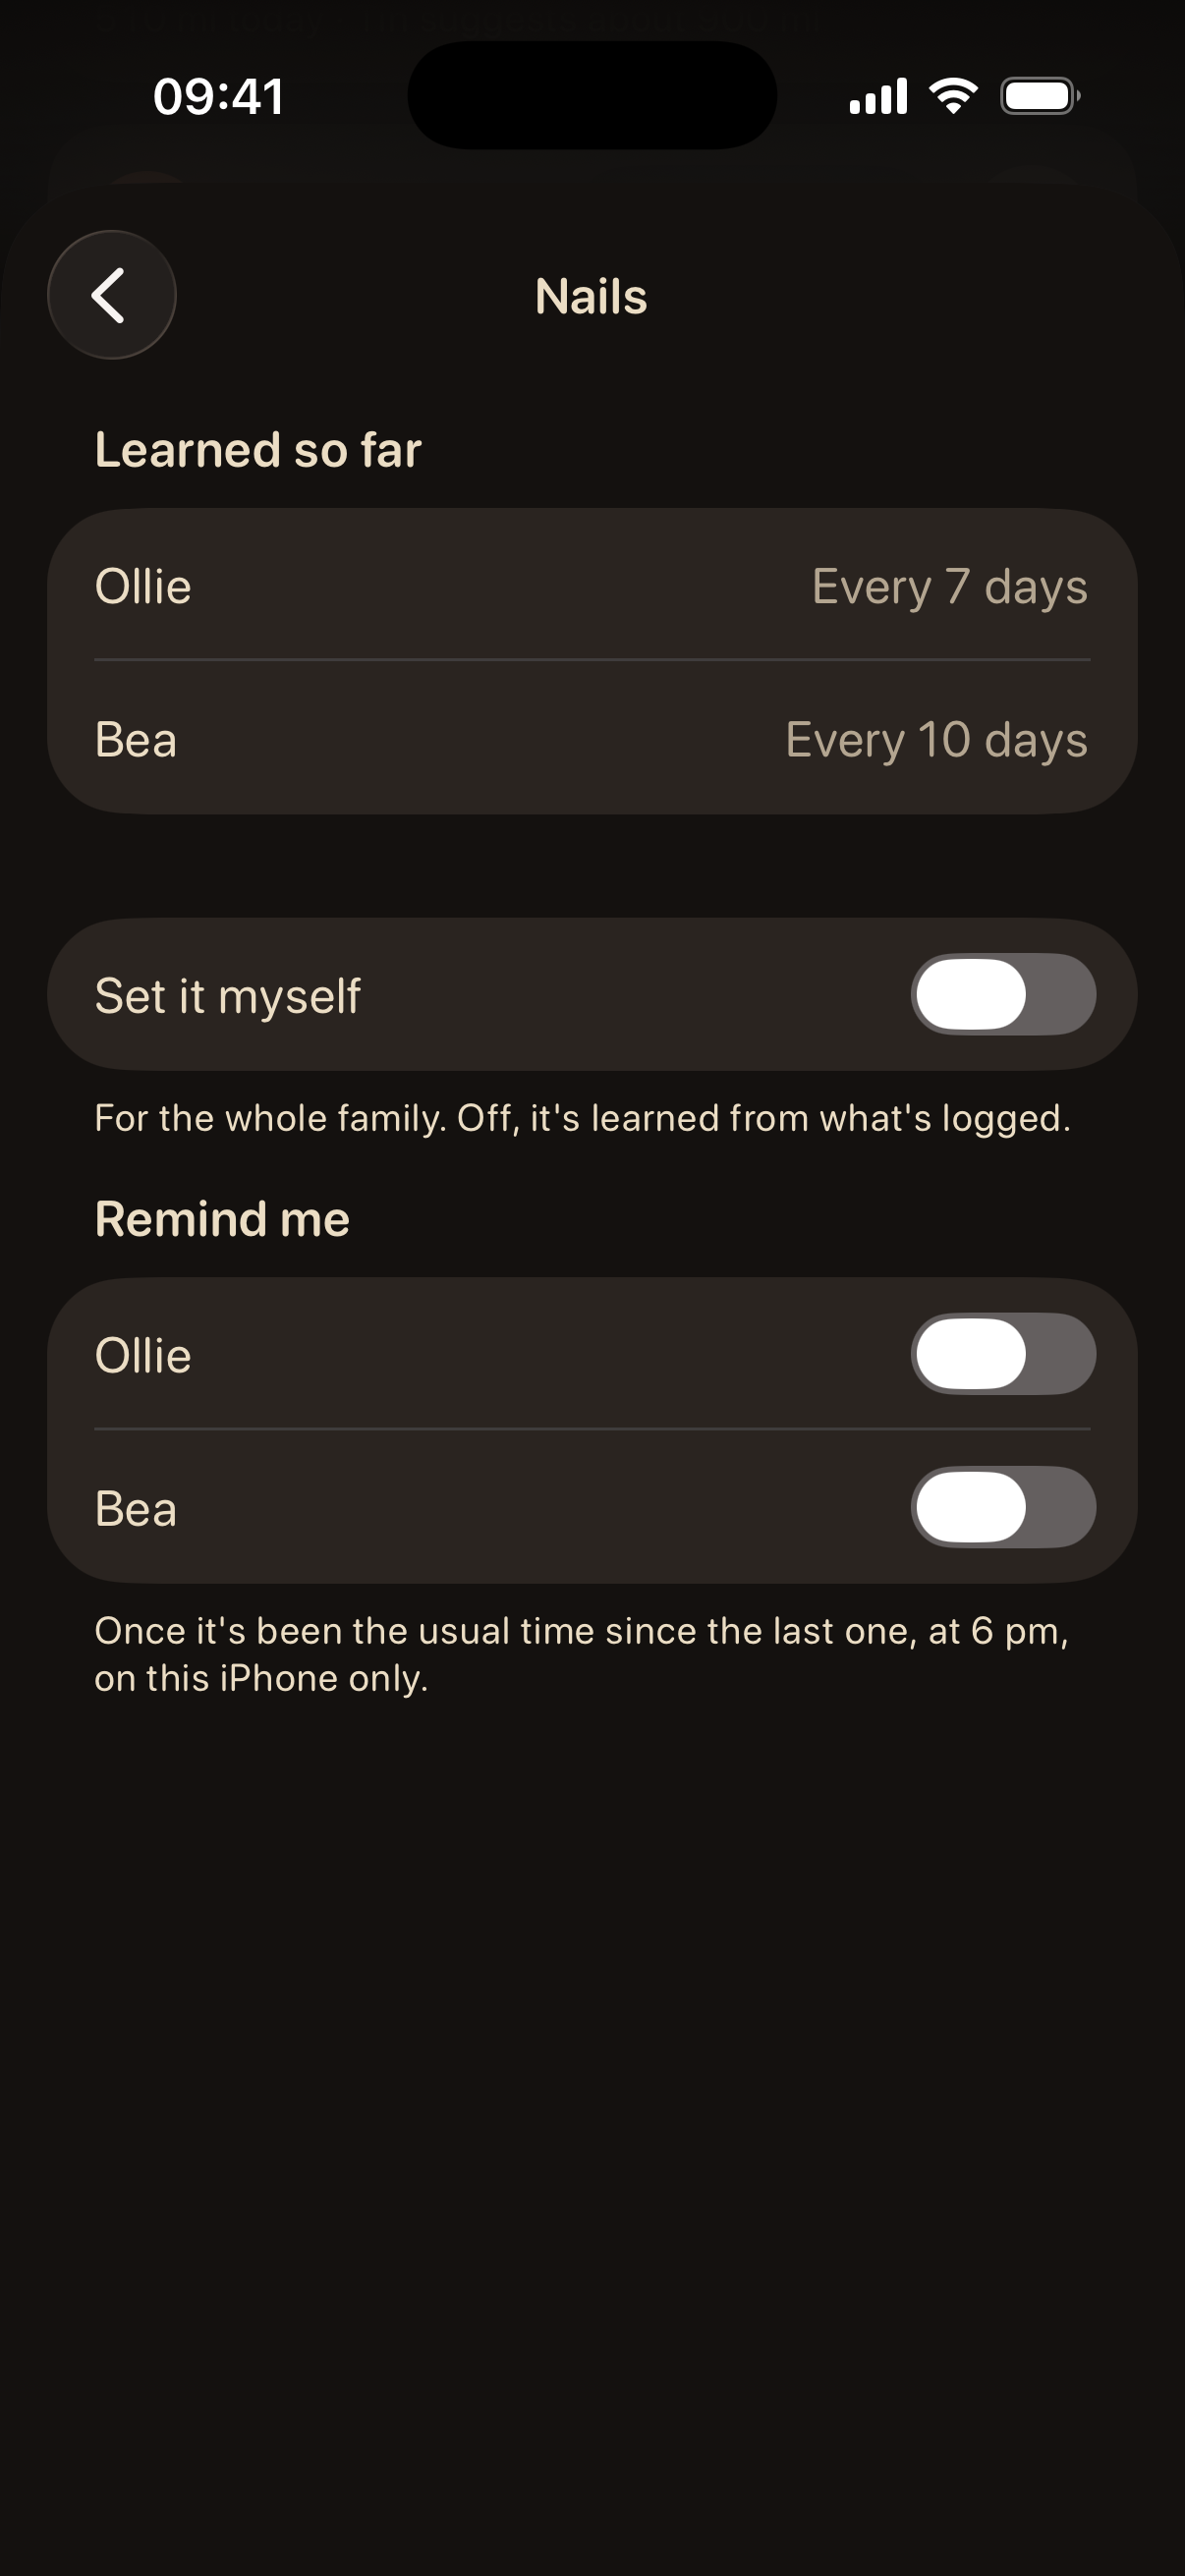 09:41
Nails
Learned so far
Ollie
Every 7 days
Bea
Every 10 days
Set it myself
For the whole family. Off, it's learned from what's logged.
Remind me
Ollie
Bea
Once it's been the usual time since the last one, at 6 pm,
on this iPhone only.